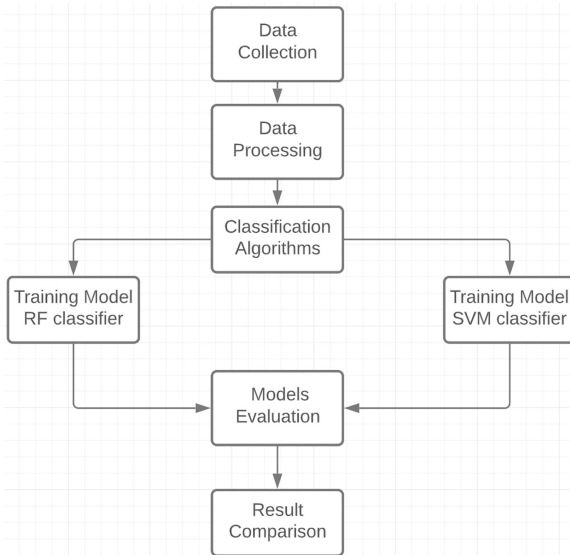 Data
Collection
Data
Processing
Classification
Algorithms
Training Model
RF classifier
Training Model
SVM classifier
Models
Evaluation
Result
Comparison